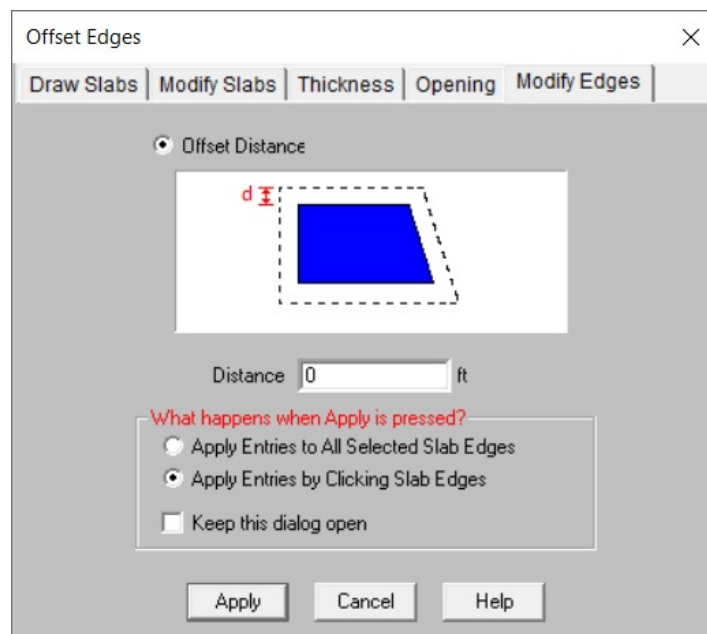 Offset Edges
Draw Slabs Modify Slabs Thickness Opening Modify Edges
Offset Distance
d
Distance 0 ft
What happens when Apply is pressed?
Apply Entries to All Selected Slab Edges
Apply Entries by Clicking Slab Edges
Keep this dialog open
Apply Cancel Help